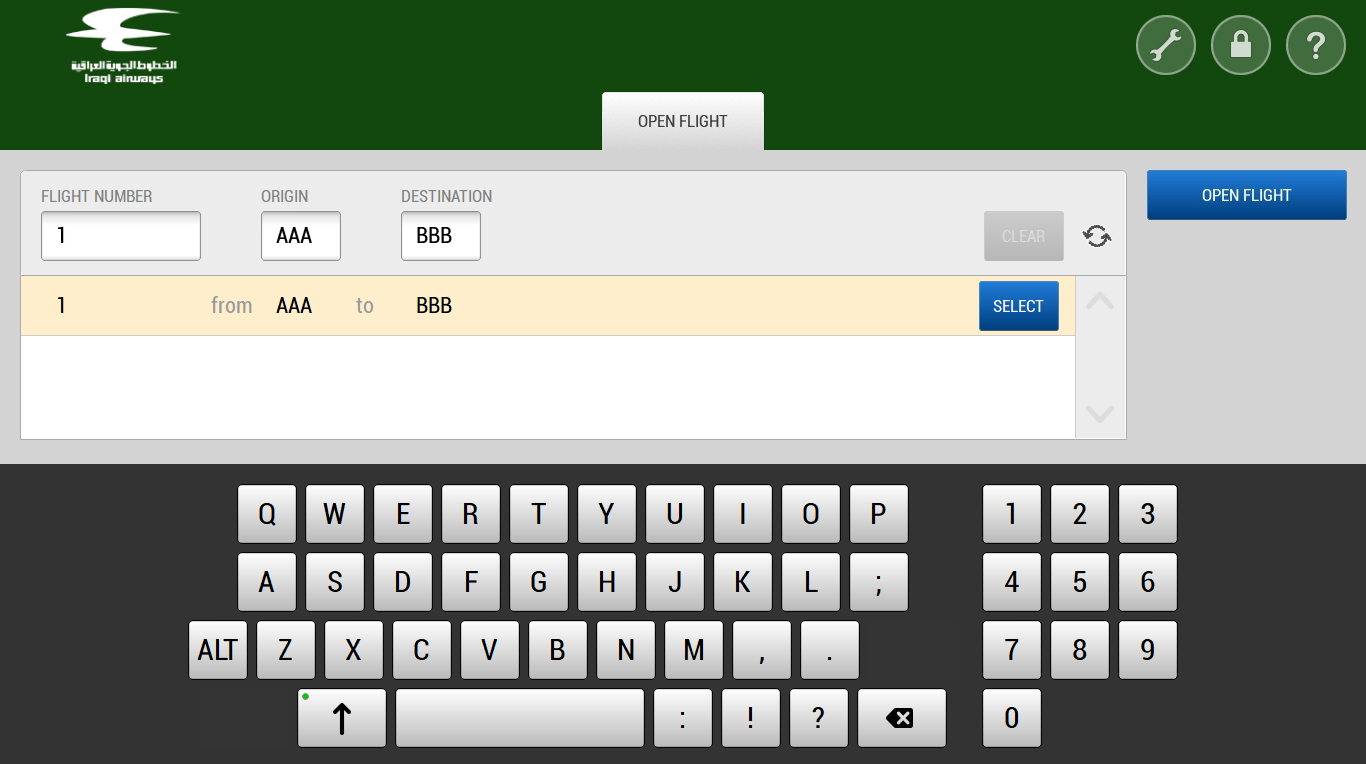 الخطوط الجوية العراقية
Iraqi airways
?
OPEN FLIGHT
FLIGHT NUMBER ORIGIN DESTINATION
1 AAA BBB CLEAR
OPEN FLIGHT
1 from AAA to BBB SELECT
Q W E R T Y U I O P 1 2 3
A S D F G H J K L ; 4 5 6
ALT Z X C V B N M , . 7 8 9
: ! ? 0